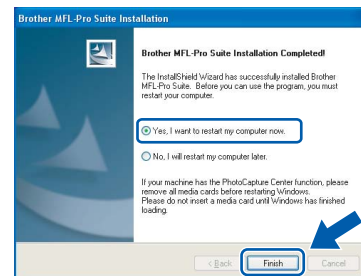 Brother MFL-Pro Suite Installation
Brother MFL-Pro Suite Installation Completed!
The InstallShield Wizard has successfully installed Brother
MFL-Pro Suite. Before you can use the program, you must
restart your computer.
Yes, I want to restart my computer now.
No, I will restart my computer later.
If your machine has the PhotoCapture Center function, please
remove all media cards before restarting Windows.
Please do not insert a media card until Windows has finished
loading.
< Back Finish Cancel